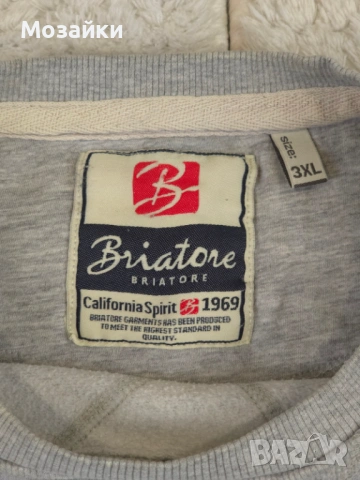 Мозайки
B
size:
3XL
Briatore
BRIATORE
California Spirit B 1969
BRIATORE GARMENTS HAS BEEN PRODUCED
TO MEET THE HIGHEST STANDARD IN
QUALITY.
BAZAR
bg